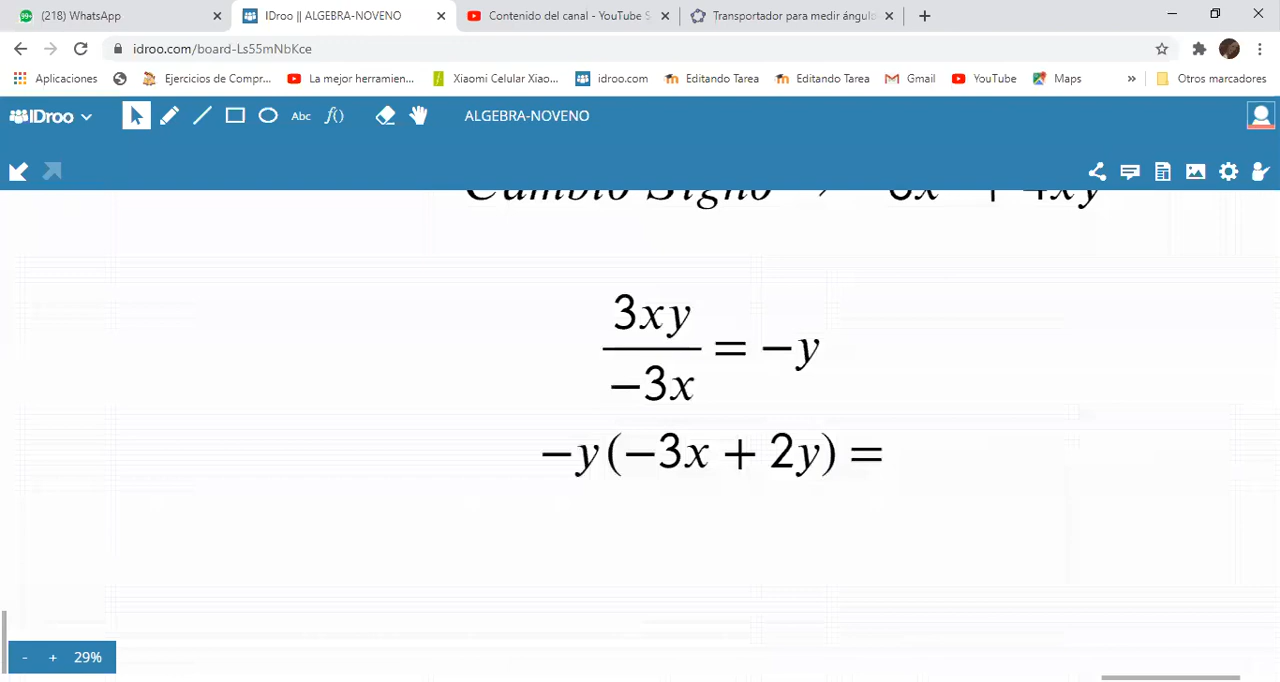 (218) WhatsApp
IDroo || ALGEBRA-NOVENO
Contenido del canal - YouTube S
Transportador para medir ángul
idroo.com/board-Ls55mNbKce
Aplicaciones
Ejercicios de Compr...
La mejor herramien...
Xiaomi Celular Xiao...
idroo.com
Editando Tarea
Editando Tarea
Gmail
YouTube
Maps
»
Otros marcadores
IDroo
Abc
f()
ALGEBRA-NOVENO
Cambio Signo
3xy
−3x
= −y
−y(−3x + 2y) =
- + 29%